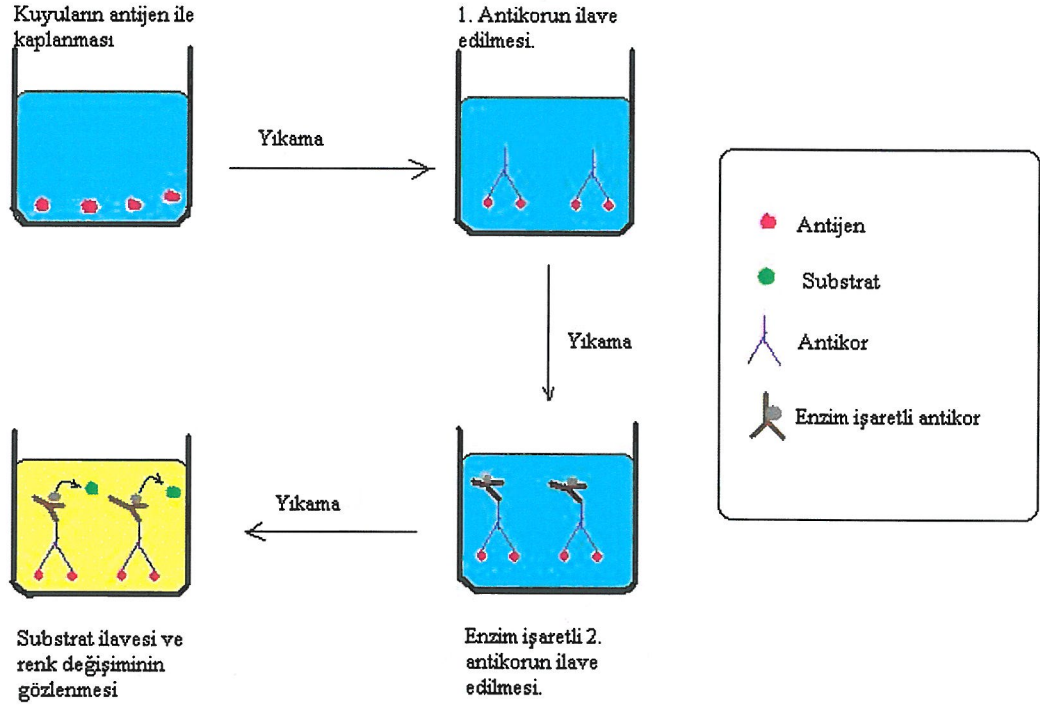 Kuyuların antijen ile
kaplanması
1. Antikorun ilave
edilmesi.
Yıkama
Antijen
Substrat
Antikor
Enzim işaretli antikor
Yıkama
Yıkama
Substrat ilavesi ve
renk değişiminin
gözlenmesi
Enzim işaretli 2.
antikorun ilave
edilmesi.